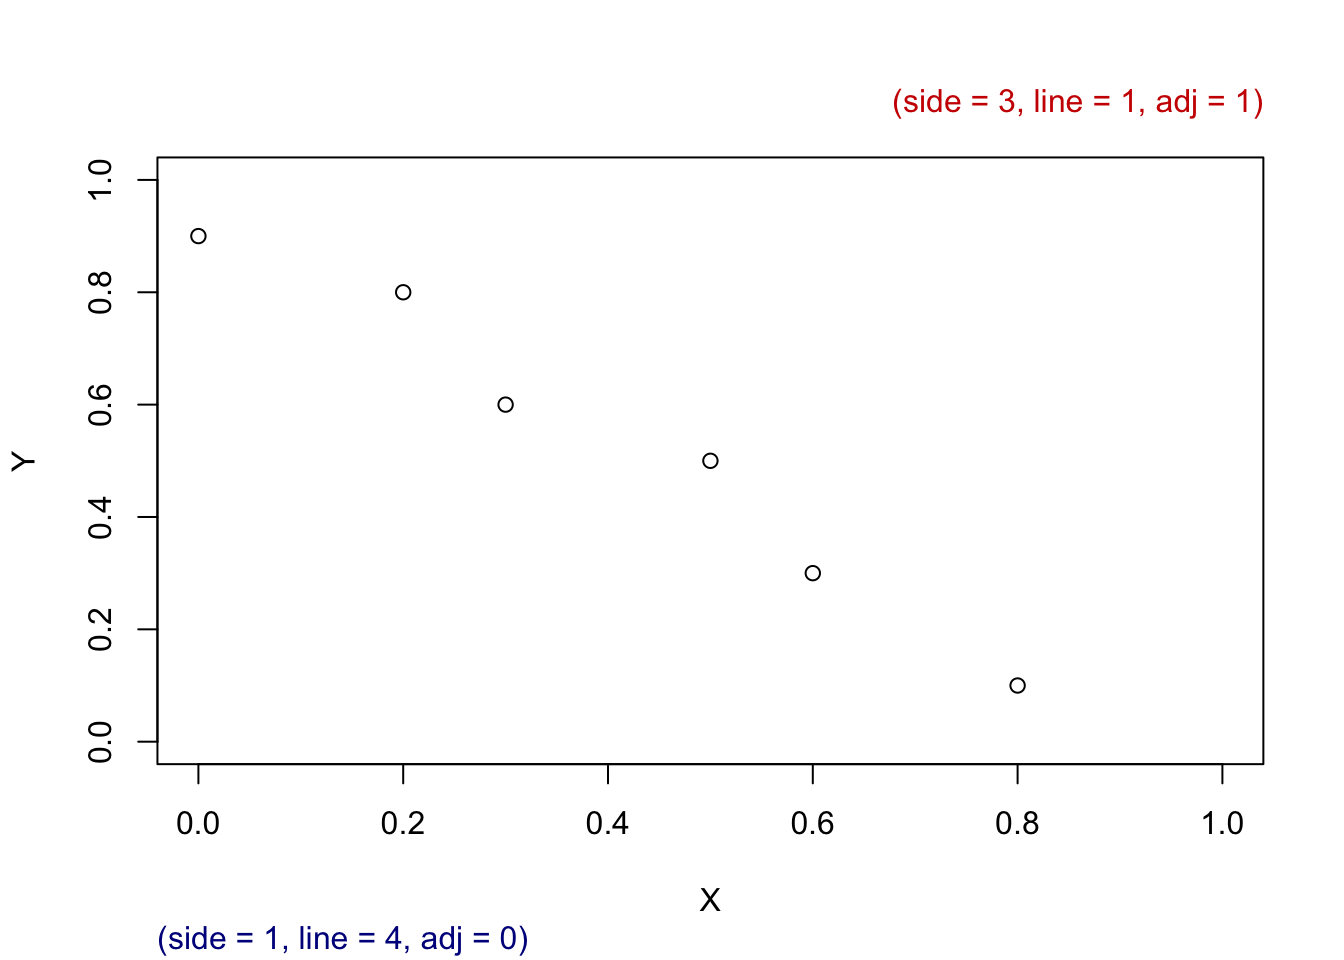 (side = 3, line = 1, adj = 1)
1.0
0.8
0.6
0.4
0.2
0.0
Y
0.0 0.2 0.4 0.6 0.8 1.0
X
(side = 1, line = 4, adj = 0)